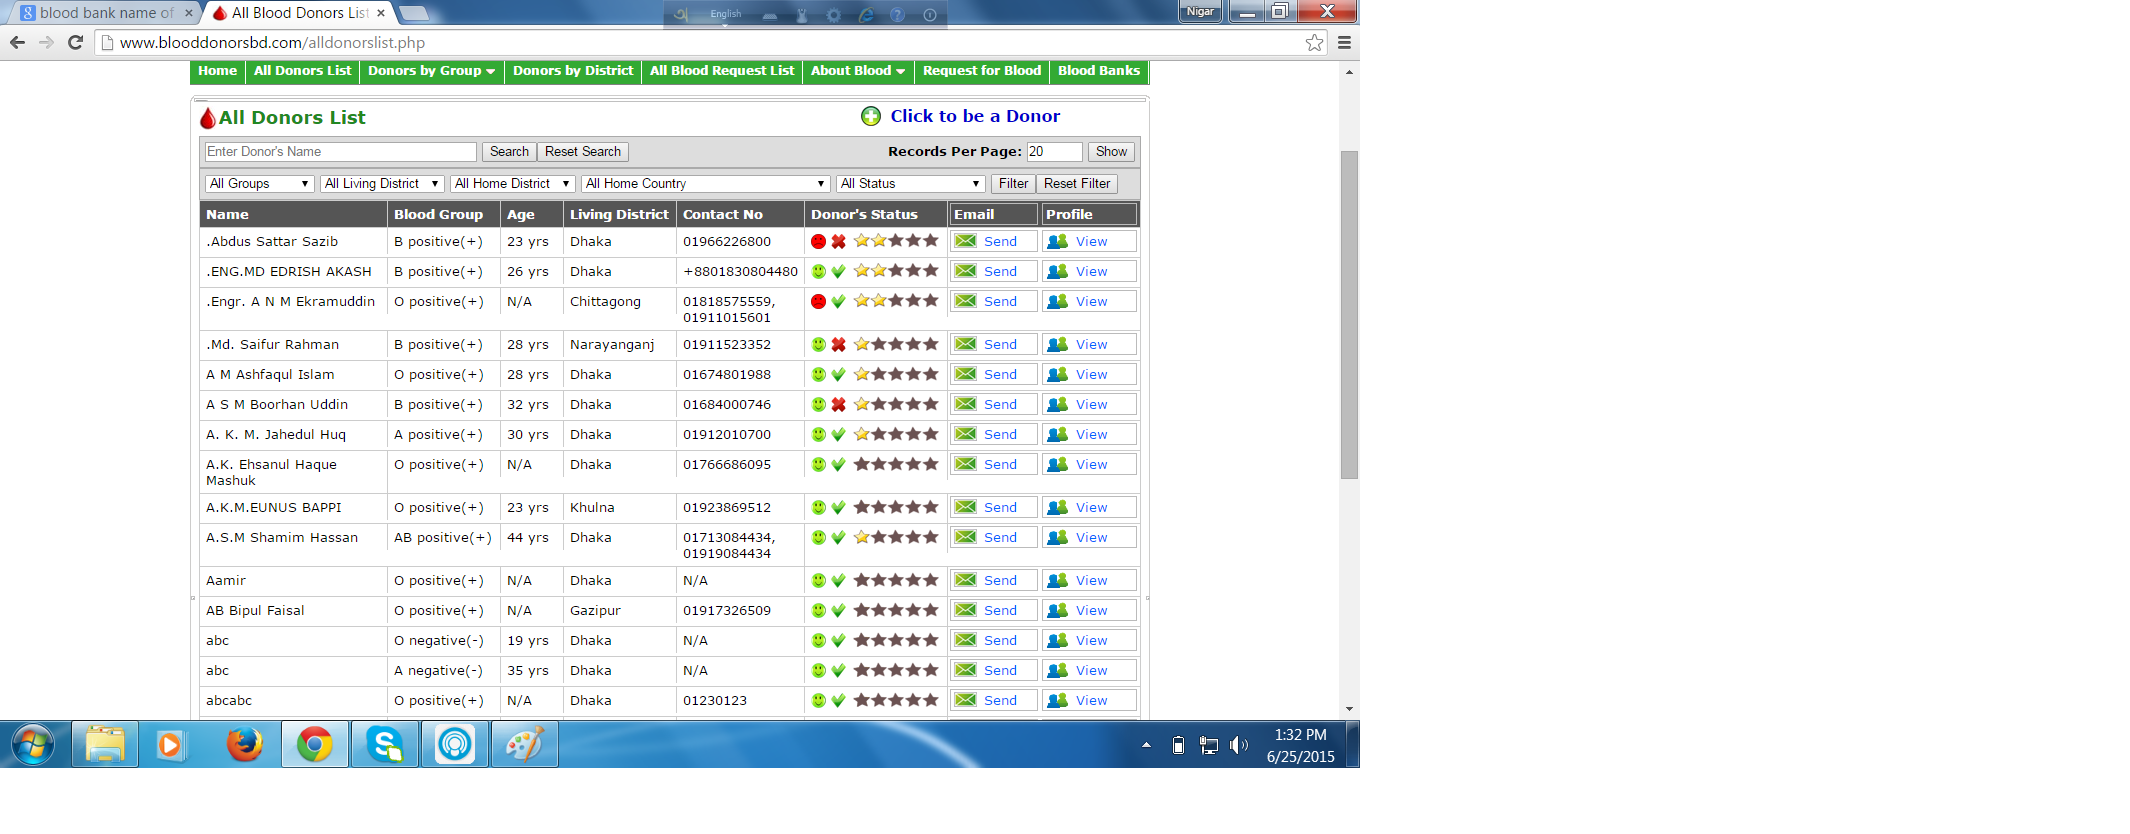 blood bank name of
All Blood Donors List
English
Nigar
www.blooddonorsbd.com/alldonorslist.php
Home All Donors List Donors by Group Donors by District All Blood Request List About Blood Request for Blood Blood Banks
All Donors List Click to be a Donor
Enter Donor's Name Search Reset Search Records Per Page: 20 Show
All Groups All Living District All Home District All Home Country All Status Filter Reset Filter
Name Blood Group Age Living District Contact No Donor's Status Email Profile
.Abdus Sattar Sazib B positive(+) 23 yrs Dhaka 01966226800 Send View
.ENG.MD EDRISH AKASH B positive(+) 26 yrs Dhaka +8801830804480 Send View
.Engr. A N M Ekramuddin O positive(+) N/A Chittagong 01818575559, Send View
01911015601
.Md. Saifur Rahman B positive(+) 28 yrs Narayanganj 01911523352 Send View
A M Ashfaqul Islam O positive(+) 28 yrs Dhaka 01674801988 Send View
A S M Boorhan Uddin B positive(+) 32 yrs Dhaka 01684000746 Send View
A. K. M. Jahedul Huq A positive(+) 30 yrs Dhaka 01912010700 Send View
A.K. Ehsanul Haque O positive(+) N/A Dhaka 01766686095 Send View
Mashuk
A.K.M.EUNUS BAPPI O positive(+) 23 yrs Khulna 01923869512 Send View
A.S.M Shamim Hassan AB positive(+) 44 yrs Dhaka 01713084434, Send View
01919084434
Aamir O positive(+) N/A Dhaka N/A Send View
AB Bipul Faisal O positive(+) N/A Gazipur 01917326509 Send View
abc O negative(-) 19 yrs Dhaka N/A Send View
abc A negative(-) 35 yrs Dhaka N/A Send View
abcabc O positive(+) N/A Dhaka 01230123 Send View
1:32 PM
6/25/2015